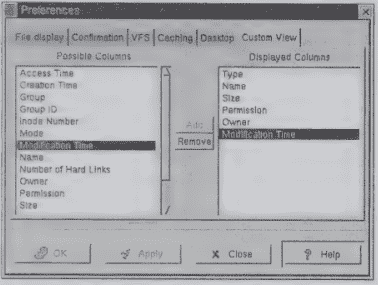 Preferences
File display Confirmation VFS Caching Desktop Custom View
Possible Columns
Access Time
Creation Time
Group
Group ID
Inode Number
Mode
Modification Time
Name
Number of Hard Links
Owner
Permission
Size
Add
Remove
Displayed Columns
Type
Name
Size
Permission
Owner
Modification Time
OK Apply Close Help